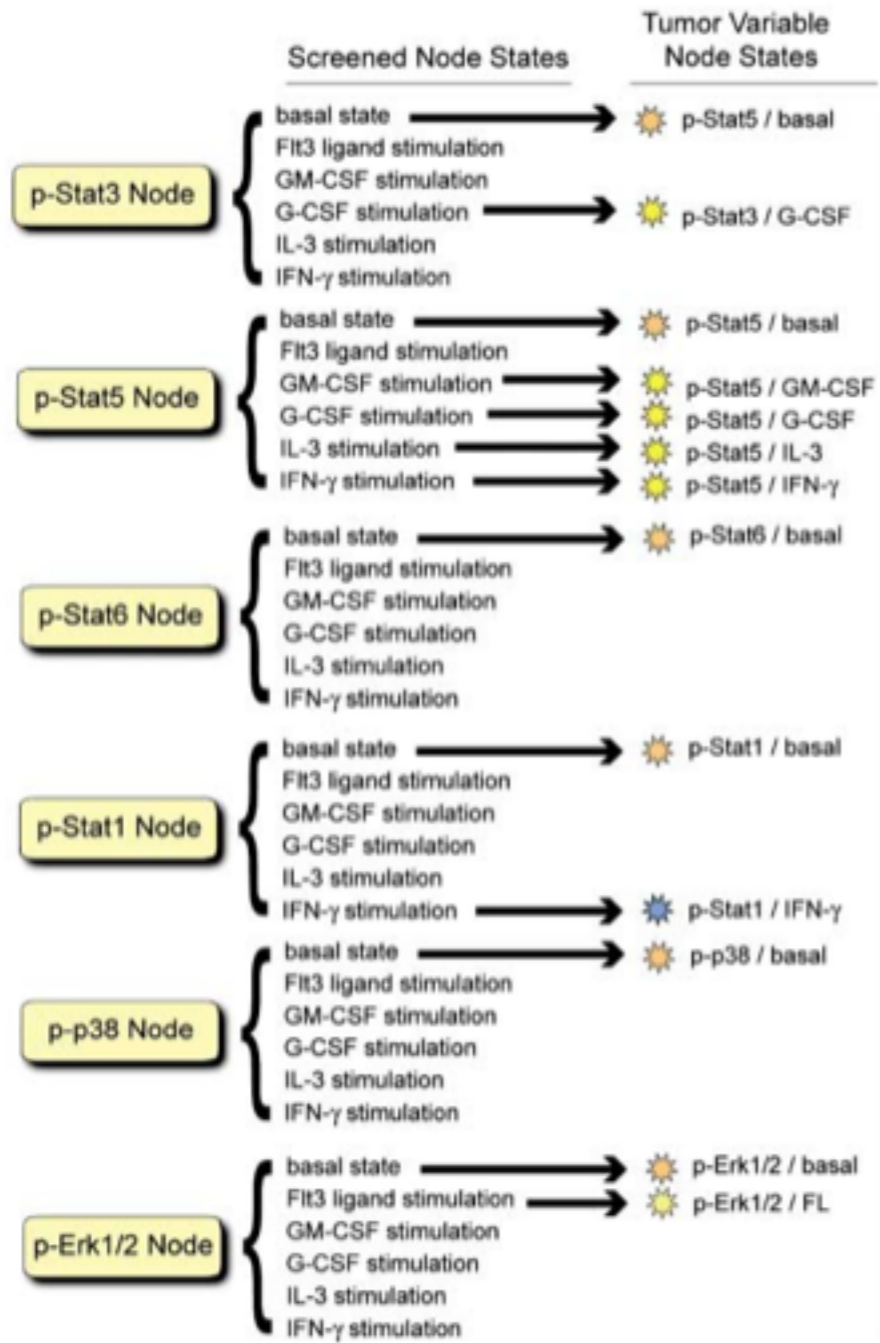 Screened Node States
Tumor Variable
Node States
p-Stat3 Node
basal state
p-Stat5 / basal
Flt3 ligand stimulation
GM-CSF stimulation
G-CSF stimulation
p-Stat3 / G-CSF
IL-3 stimulation
IFN-γ stimulation
p-Stat5 Node
basal state
p-Stat5 / basal
Flt3 ligand stimulation
GM-CSF stimulation
p-Stat5 / GM-CSF
G-CSF stimulation
p-Stat5 / G-CSF
IL-3 stimulation
p-Stat5 / IL-3
IFN-γ stimulation
p-Stat5 / IFN-γ
p-Stat6 Node
basal state
p-Stat6 / basal
Flt3 ligand stimulation
GM-CSF stimulation
G-CSF stimulation
IL-3 stimulation
IFN-γ stimulation
p-Stat1 Node
basal state
p-Stat1 / basal
Flt3 ligand stimulation
GM-CSF stimulation
G-CSF stimulation
IL-3 stimulation
IFN-γ stimulation
p-Stat1 / IFN-γ
p-p38 Node
basal state
p-p38 / basal
Flt3 ligand stimulation
GM-CSF stimulation
G-CSF stimulation
IL-3 stimulation
IFN-γ stimulation
p-Erk1/2 Node
basal state
p-Erk1/2 / basal
Flt3 ligand stimulation
p-Erk1/2 / FL
GM-CSF stimulation
G-CSF stimulation
IL-3 stimulation
IFN-γ stimulation